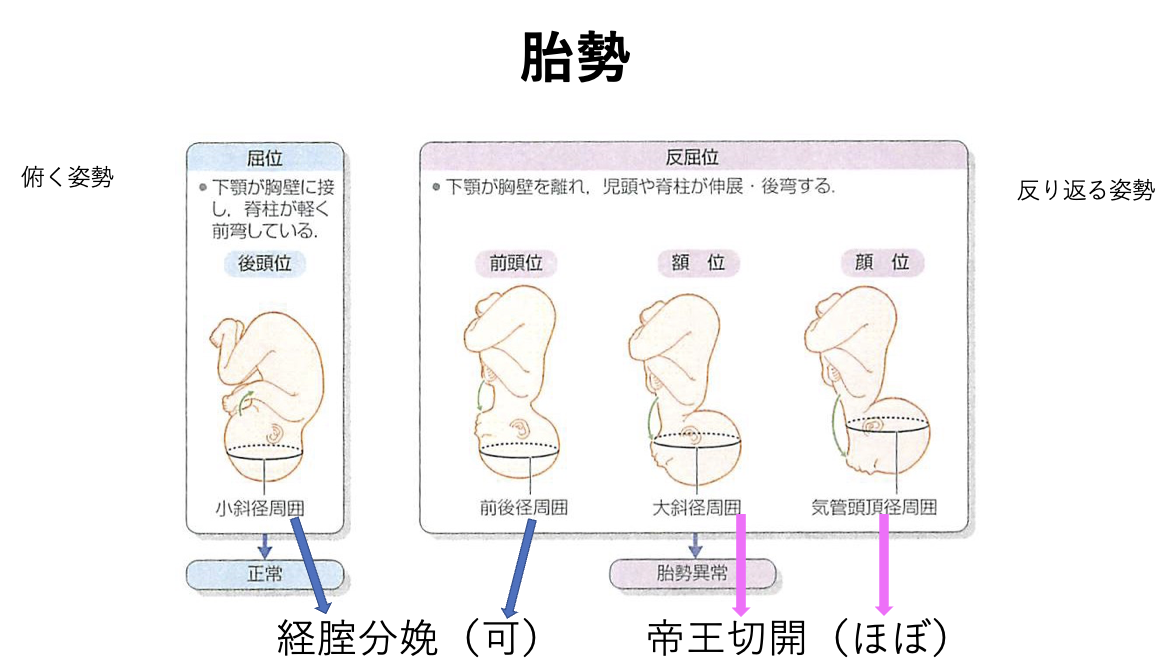 胎勢
俯く姿勢
屈位
● 下顎が胸壁に接
し，脊柱が軽く
前弯している．
後頭位
小斜径周囲
正常
反屈位
● 下顎が胸壁を離れ，児頭や脊柱が伸展・後弯する．
前頭位
額　位
顔　位
前後径周囲
大斜径周囲
気管頭頂径周囲
胎勢異常
反り返る姿勢
経腟分娩（可）
帝王切開（ほぼ）